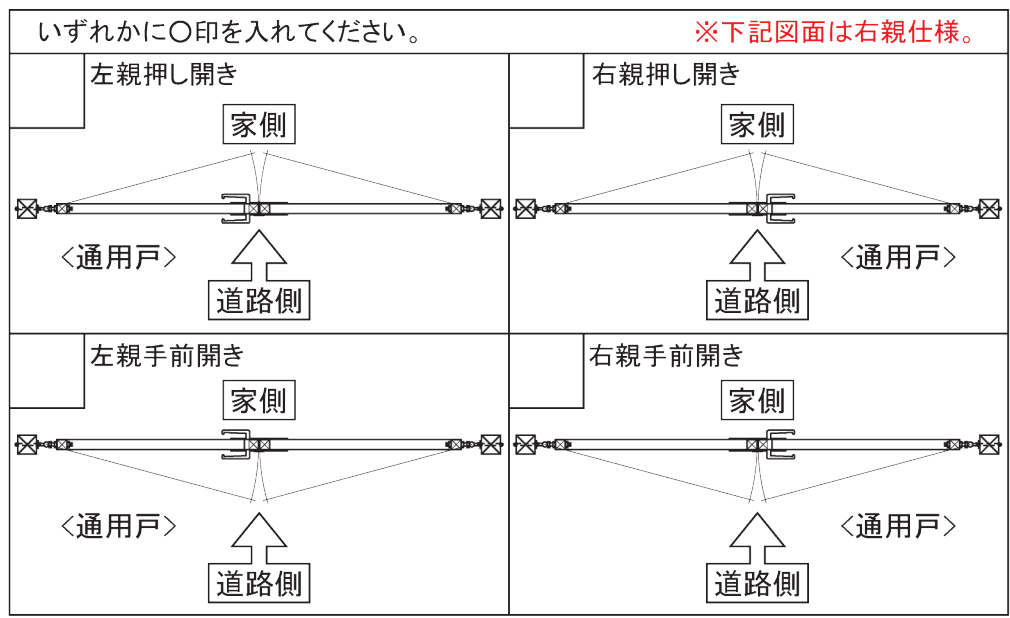 いずれかに〇印を入れてください。
※下記図面は右親仕様。
左親押し開き
家側
<通用戸>
道路側
右親押し開き
家側
<通用戸>
道路側
左親手前開き
家側
<通用戸>
道路側
右親手前開き
家側
<通用戸>
道路側